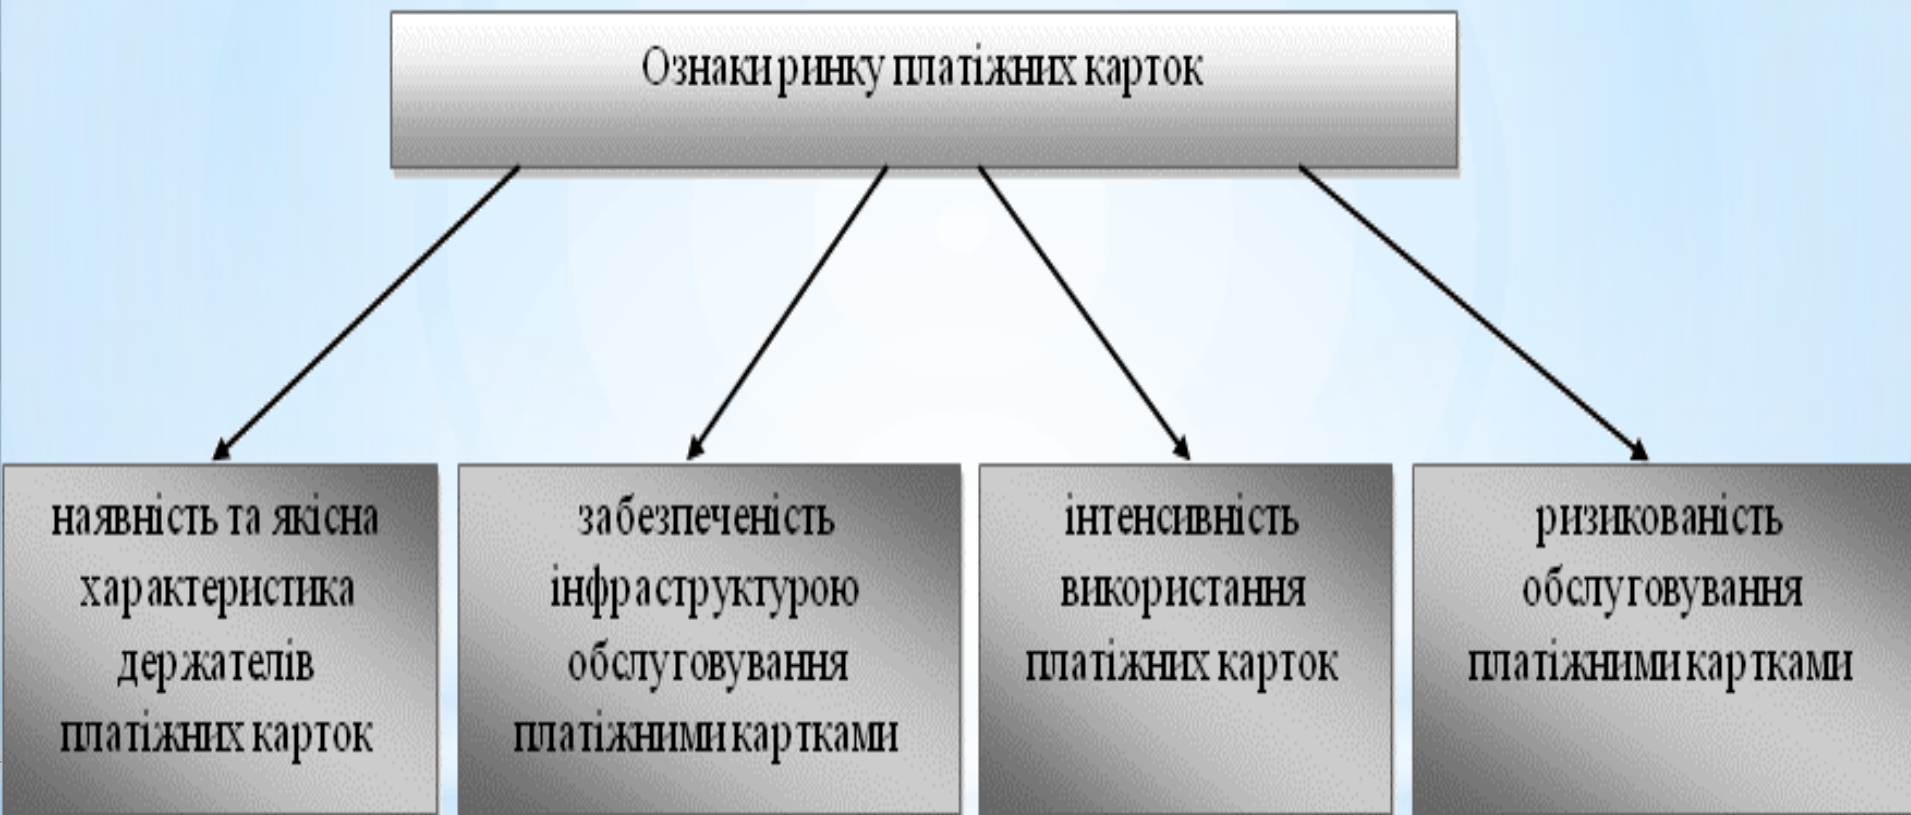 Ознаки ринку платіжних карток
наявність та якісна
характеристика
держателів
платіжних карток
забезпеченість
інфраструктурою
обслуговування
платіжними картками
інтенсивність
використання
платіжних карток
ризикованість
обслуговування
платіжними картками